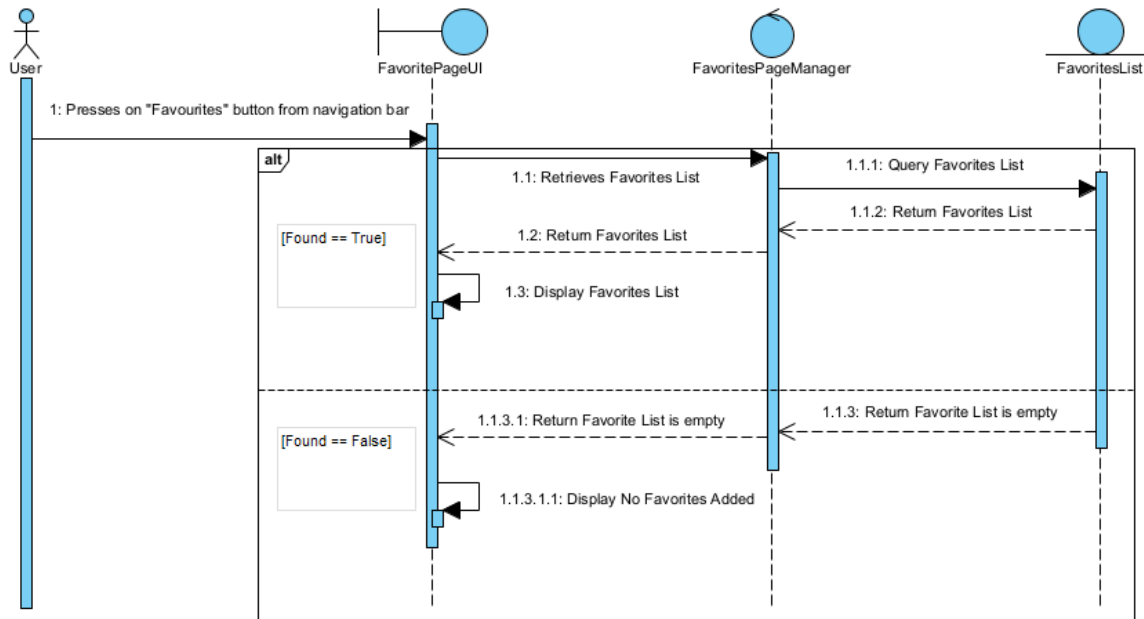 User
FavoritePageUI
FavoritesPageManager
FavoritesList
1: Presses on "Favourites" button from navigation bar
alt
1.1: Retrieves Favorites List
1.1.1: Query Favorites List
1.1.2: Return Favorites List
[Found == True]
1.2: Return Favorites List
1.3: Display Favorites List
1.1.3: Return Favorite List is empty
1.1.3.1: Return Favorite List is empty
[Found == False]
1.1.3.1.1: Display No Favorites Added